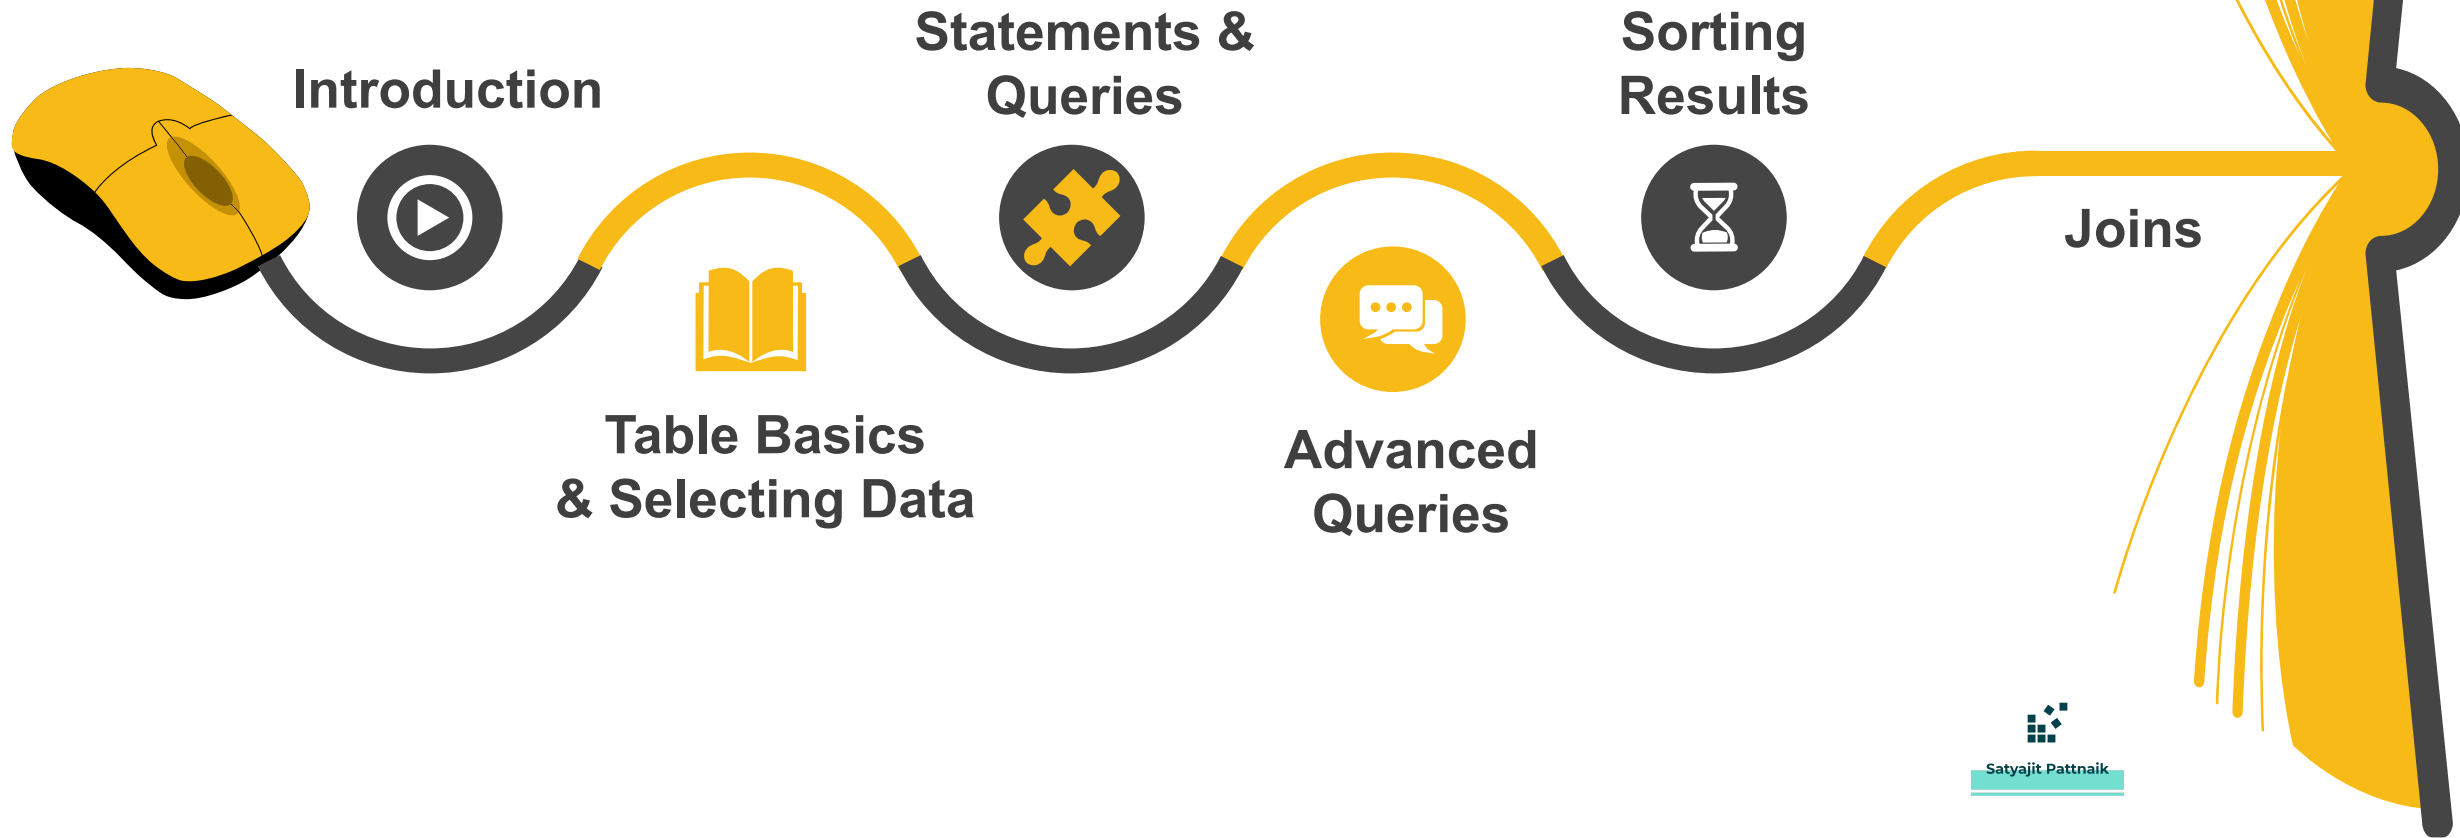 Introduction
Table Basics
& Selecting Data
Statements &
Queries
Advanced
Queries
Sorting
Results
Joins
Satyajit Pattnaik